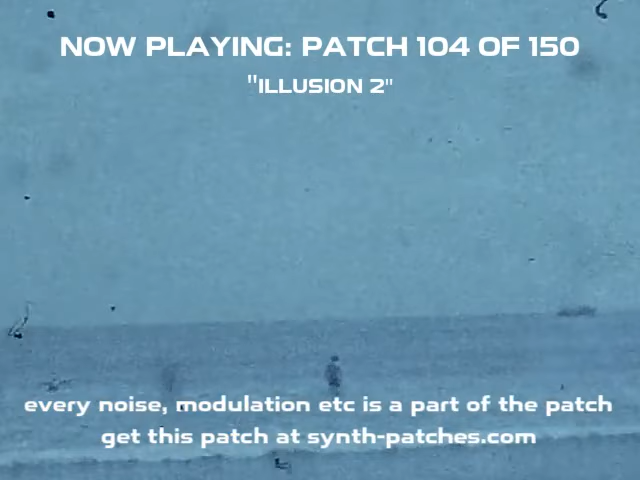 NOW PLAYING: PATCH 104 OF 150
"ILLUSION 2"
every noise, modulation etc is a part of the patch
get this patch at synth-patches.com